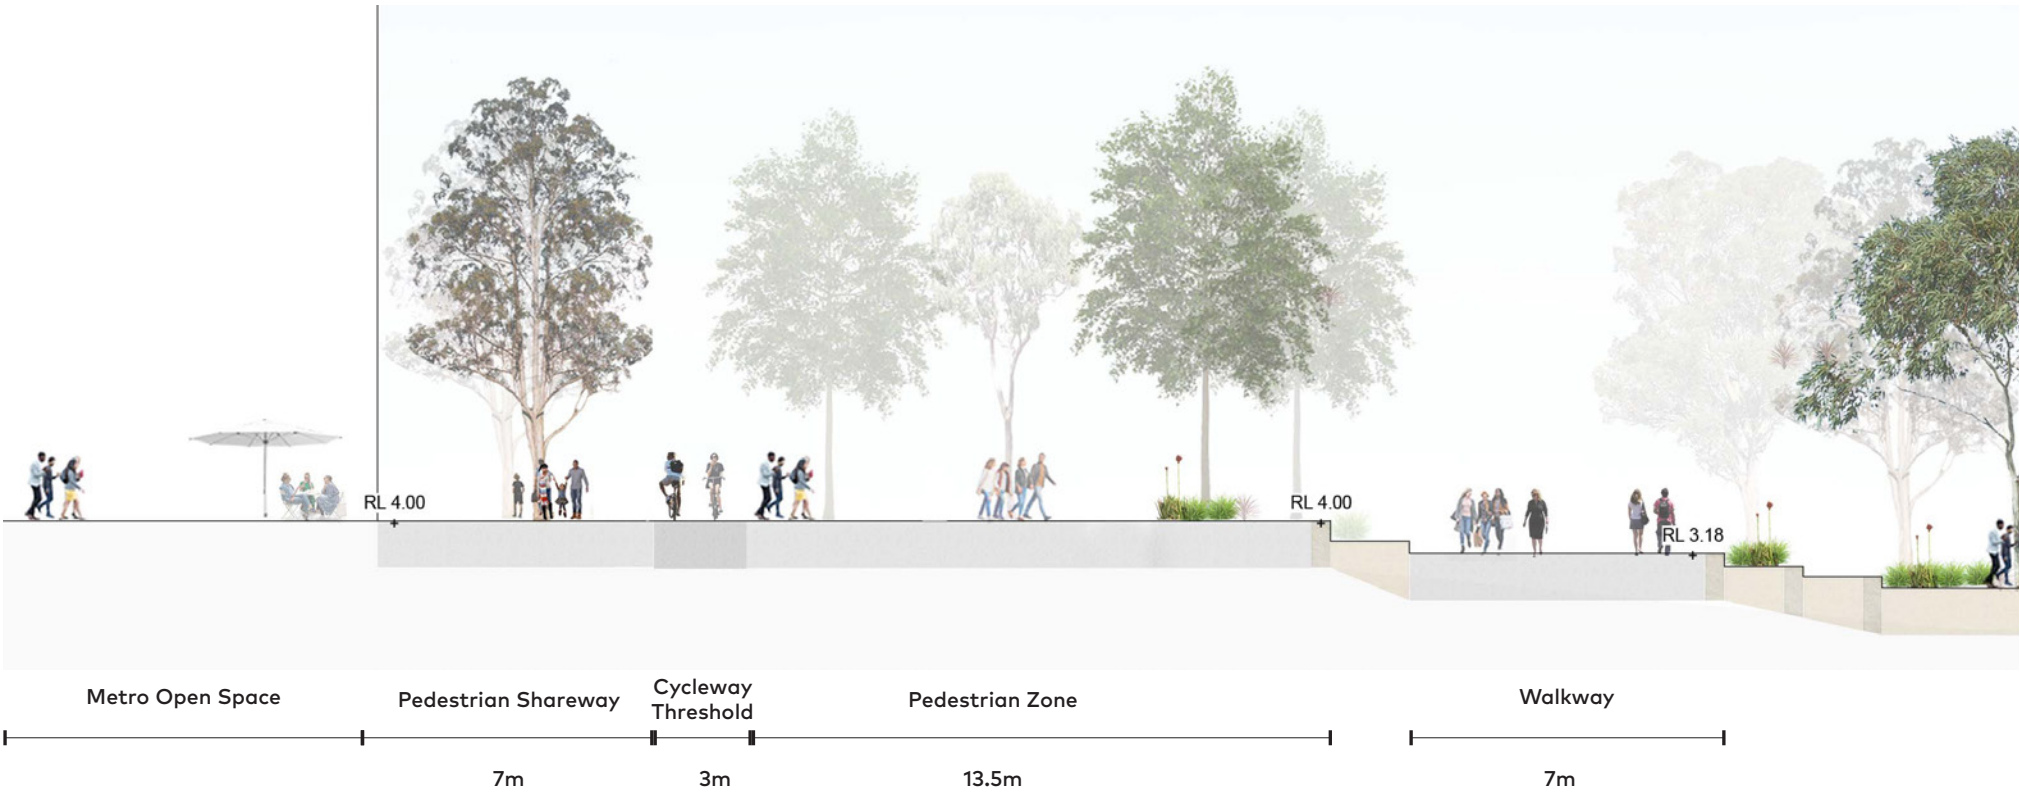 RL 4.00
RL 4.00
RL 3.18
Metro Open Space
Pedestrian Shareway
Cycleway
Threshold
Pedestrian Zone
Walkway
7m
3m
13.5m
7m